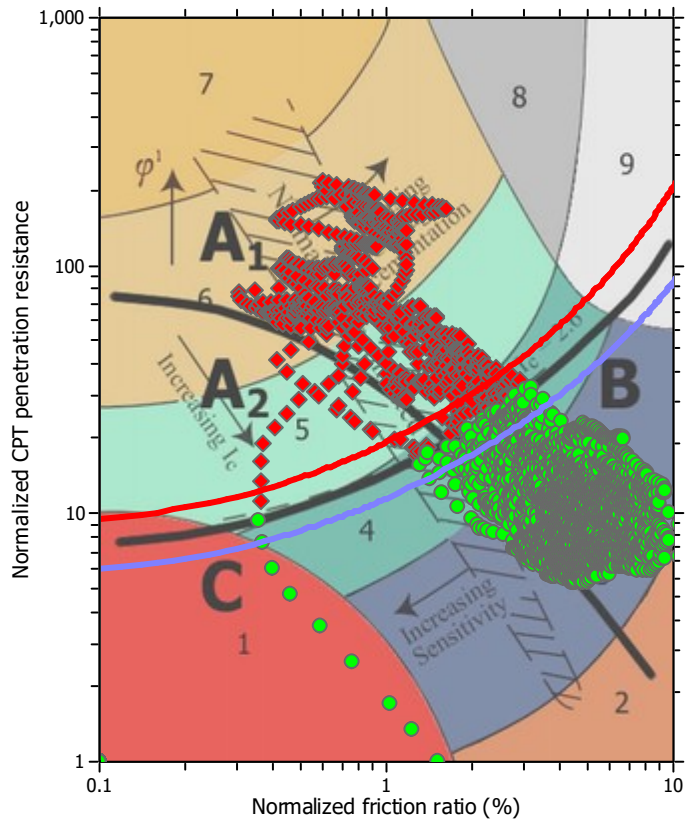 1,000
7
8
9
φ¹
A₁
100
6
Increasing I꜀
A₂
B
5
10
4
C
1
Increasing
Sensitivity
2
1
0.1
1
10
Normalized CPT penetration resistance
Normalized friction ratio (%)